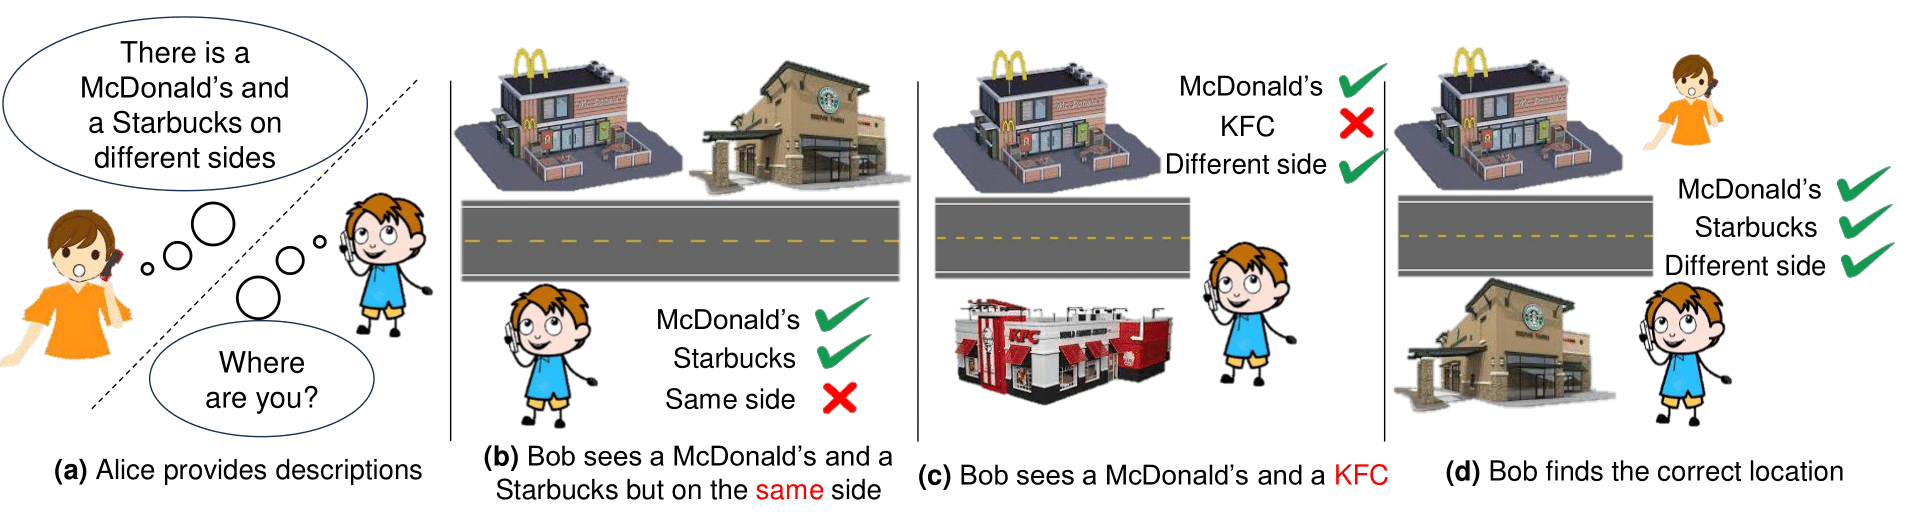 There is a
McDonald's and
a Starbucks on
different sides
Where
are you?
(a) Alice provides descriptions
McDonald's
Starbucks
Same side
(b) Bob sees a McDonald's and a
Starbucks but on the same side
McDonald's
KFC
Different side
KFC
(c) Bob sees a McDonald's and a KFC
McDonald's
Starbucks
Different side
(d) Bob finds the correct location